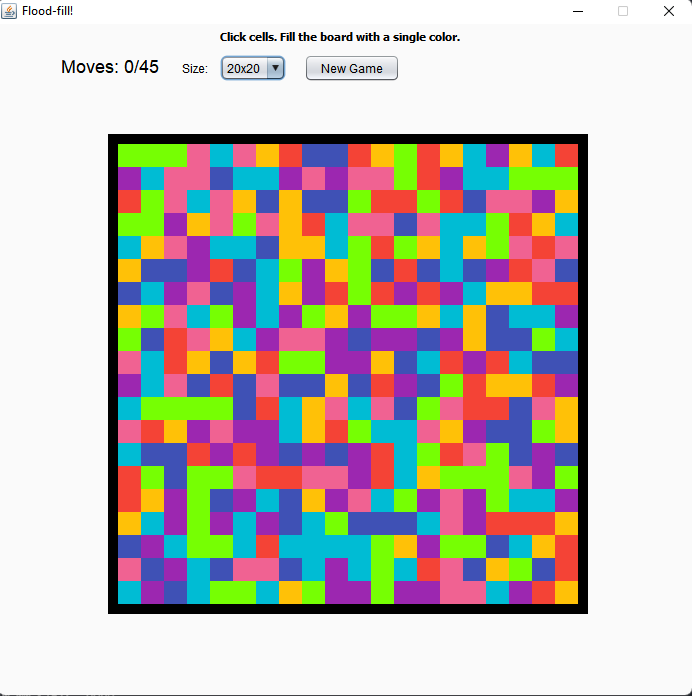 Flood-fill!
Click cells. Fill the board with a single color.
Moves: 0/45 Size: 20x20 New Game